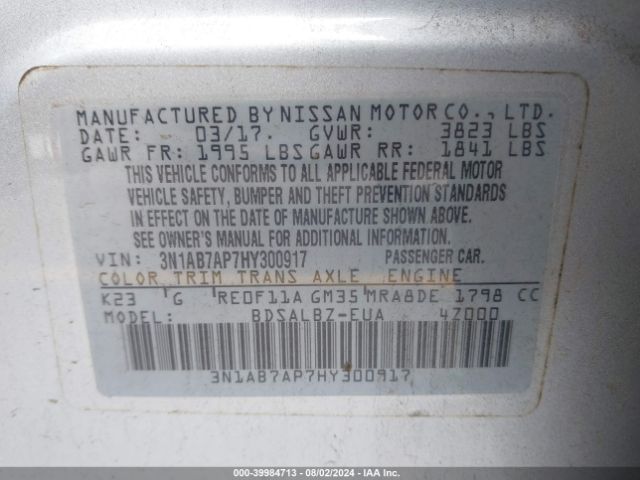 MANUFACTURED BY NISSAN MOTOR CO., LTD.
DATE: 03/17. GVWR: 3823 LBS
GAWR FR: 1995 LBS GAWR RR: 1841 LBS
THIS VEHICLE CONFORMS TO ALL APPLICABLE FEDERAL MOTOR
VEHICLE SAFETY, BUMPER AND THEFT PREVENTION STANDARDS
IN EFFECT ON THE DATE OF MANUFACTURE SHOWN ABOVE.
SEE OWNER'S MANUAL FOR ADDITIONAL INFORMATION.
VIN: 3N1AB7AP7HY300917 PASSENGER CAR.
COLOR TRIM TRANS AXLE ENGINE
K23 G RE0F11A GM35 MRA8DE 1798 CC
MODEL: BDSALBZ-EUA 4Z000
3N1AB7AP7HY300917
000-39984713 - 08/02/2024 - IAA Inc.